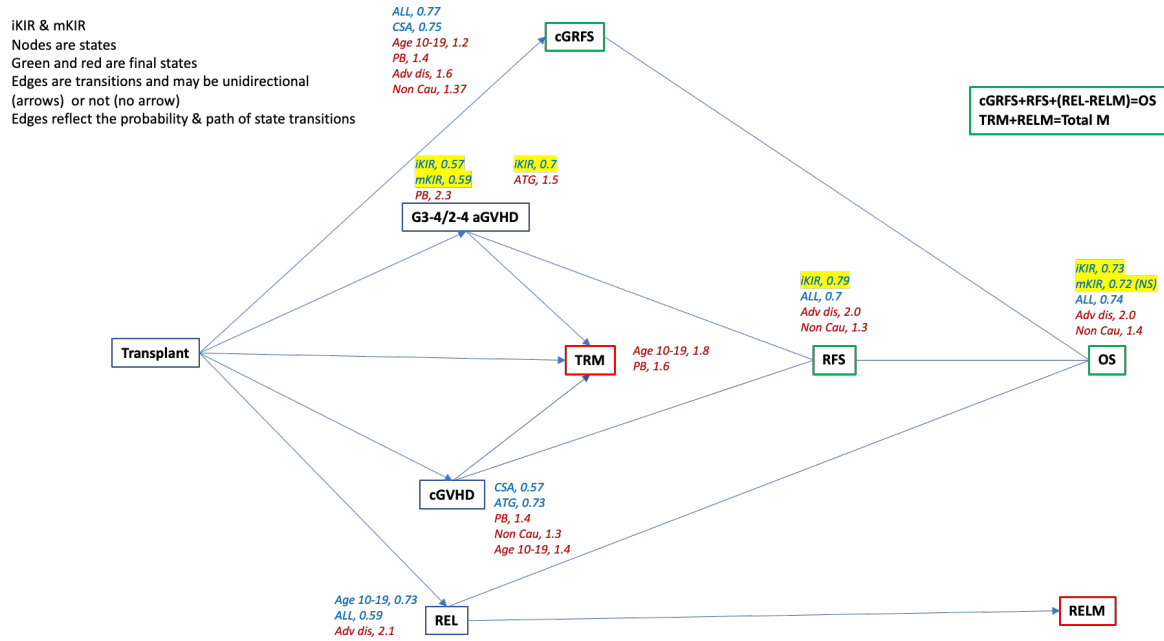 iKIR & mKIR
Nodes are states
Green and red are final states
Edges are transitions and may be unidirectional
(arrows)  or not (no arrow)
Edges reflect the probability & path of state transitions
ALL, 0.77
CSA, 0.75
Age 10-19, 1.2
PB, 1.4
Adv dis, 1.6
Non Cau, 1.37
cGRFS
cGRFS+RFS+(REL-RELM)=OS
TRM+RELM=Total M
iKIR, 0.57
mKIR, 0.59
PB, 2.3
iKIR, 0.7
ATG, 1.5
G3-4/2-4 aGVHD
Transplant
TRM
Age 10-19, 1.8
PB, 1.6
iKIR, 0.79
ALL, 0.7
Adv dis, 2.0
Non Cau, 1.3
RFS
iKIR, 0.73
mKIR, 0.72 (NS)
ALL, 0.74
Adv dis, 2.0
Non Cau, 1.4
OS
cGVHD
CSA, 0.57
ATG, 0.73
PB, 1.4
Non Cau, 1.3
Age 10-19, 1.4
Age 10-19, 0.73
ALL, 0.59
Adv dis, 2.1
REL
RELM